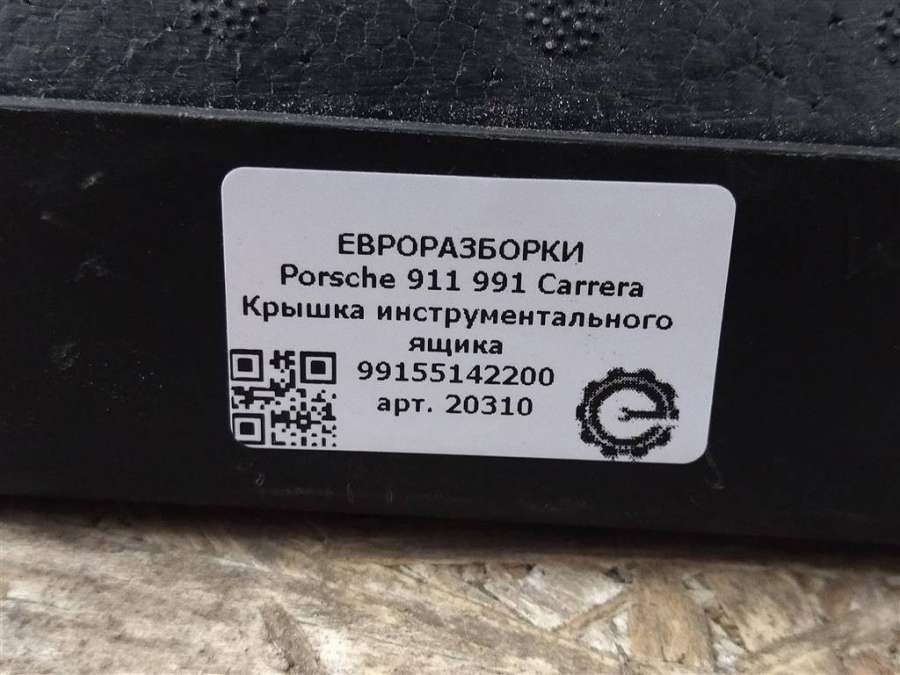 ЕВРОРАЗБОРКИ
Porsche 911 991 Carrera
Крышка инструментального
ящика
99155142200
арт. 20310